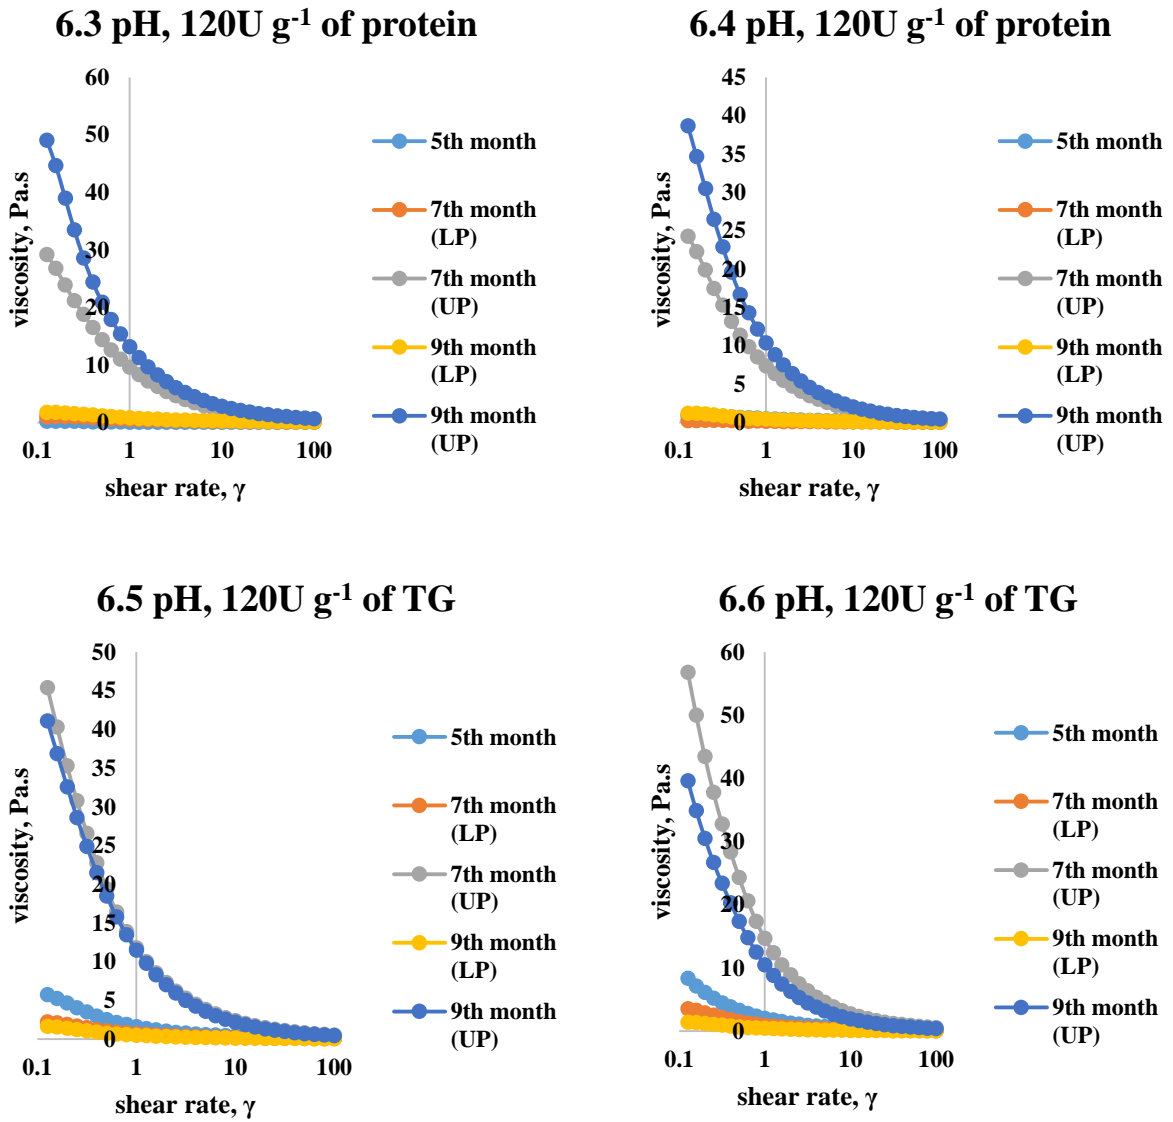 6.3 pH, 120U g-1 of protein
60
50
40
30
20
10
0
0.1
1
10
100
viscosity, Pa.s
shear rate, γ
5th month
7th month
(LP)
7th month
(UP)
9th month
(LP)
9th month
(UP)
6.4 pH, 120U g-1 of protein
45
40
35
30
25
20
15
10
5
0
0.1
1
10
100
viscosity, Pa.s
shear rate, γ
5th month
7th month
(LP)
7th month
(UP)
9th month
(LP)
9th month
(UP)
6.5 pH, 120U g-1 of TG
50
45
40
35
30
25
20
15
10
5
0
0.1
1
10
100
viscosity, Pa.s
shear rate, γ
5th month
7th month
(LP)
7th month
(UP)
9th month
(LP)
9th month
(UP)
6.6 pH, 120U g-1 of TG
60
50
40
30
20
10
0
0.1
1
10
100
viscosity, Pa.s
shear rate, γ
5th month
7th month
(LP)
7th month
(UP)
9th month
(LP)
9th month
(UP)